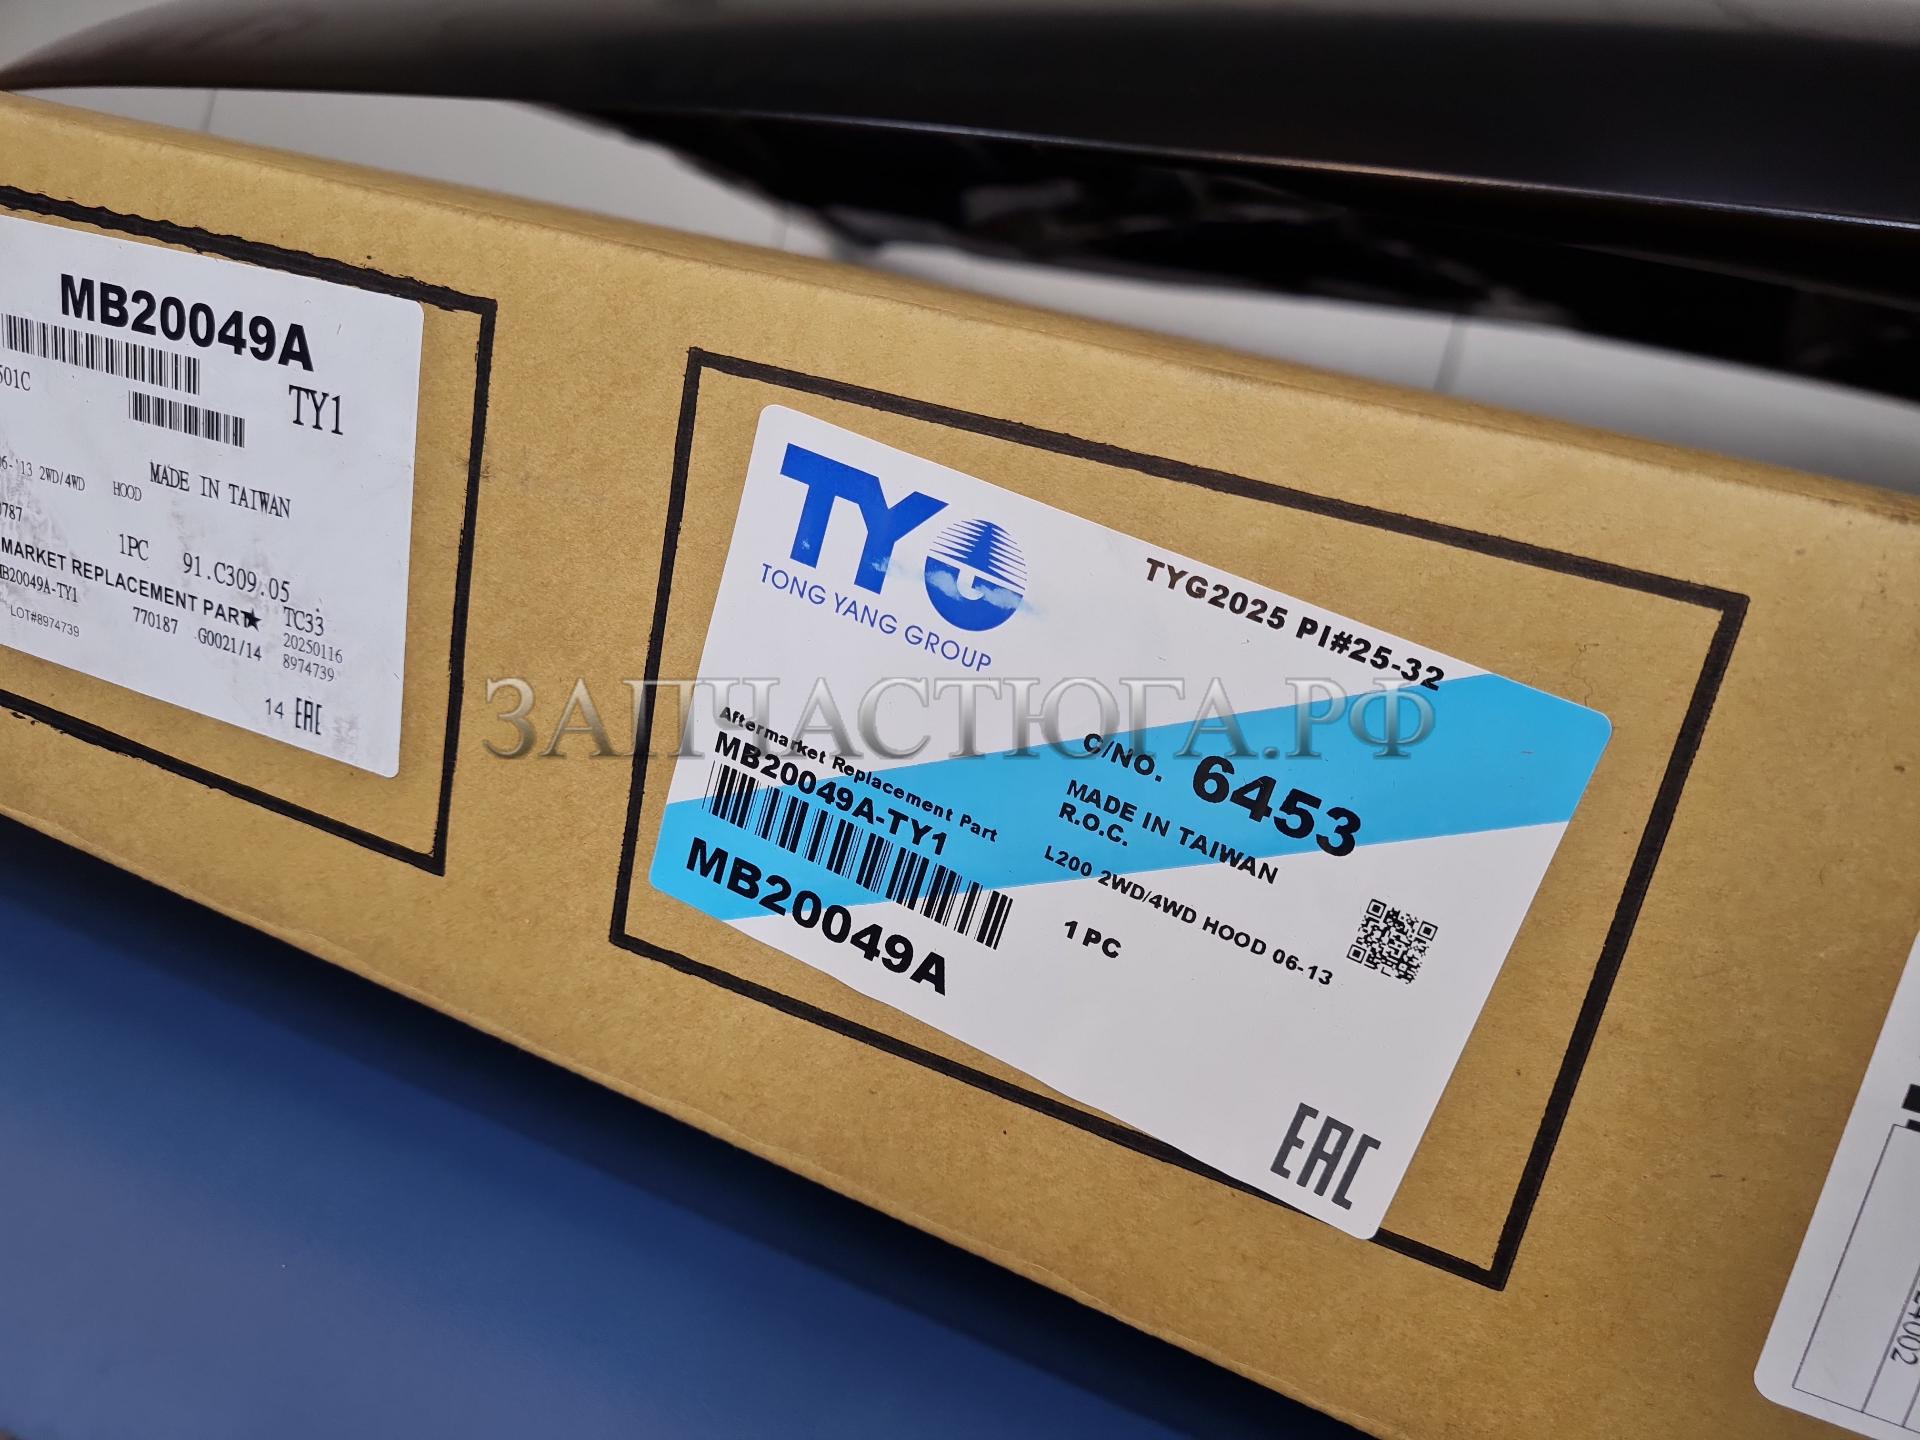 MB20049A
501C
TY1
06-'13 2WD/4WD HOOD
MADE IN TAIWAN
0787
1PC 91.C309.05
MARKET REPLACEMENT PART★ TC33
MB20049A-TY1 770187 G0021/14 20250116
LOT#8974739 8974739
14 EAC
TYG
TONG YANG GROUP
TYG2025 PI#25-32
ЗАПЧАСТЮГА.РФ
Aftermarket Replacement Part
MB20049A-TY1
MB20049A
C/NO. 6453
MADE IN TAIWAN
R.O.C.
L200 2WD/4WD HOOD 06-13
1 PC
EAC